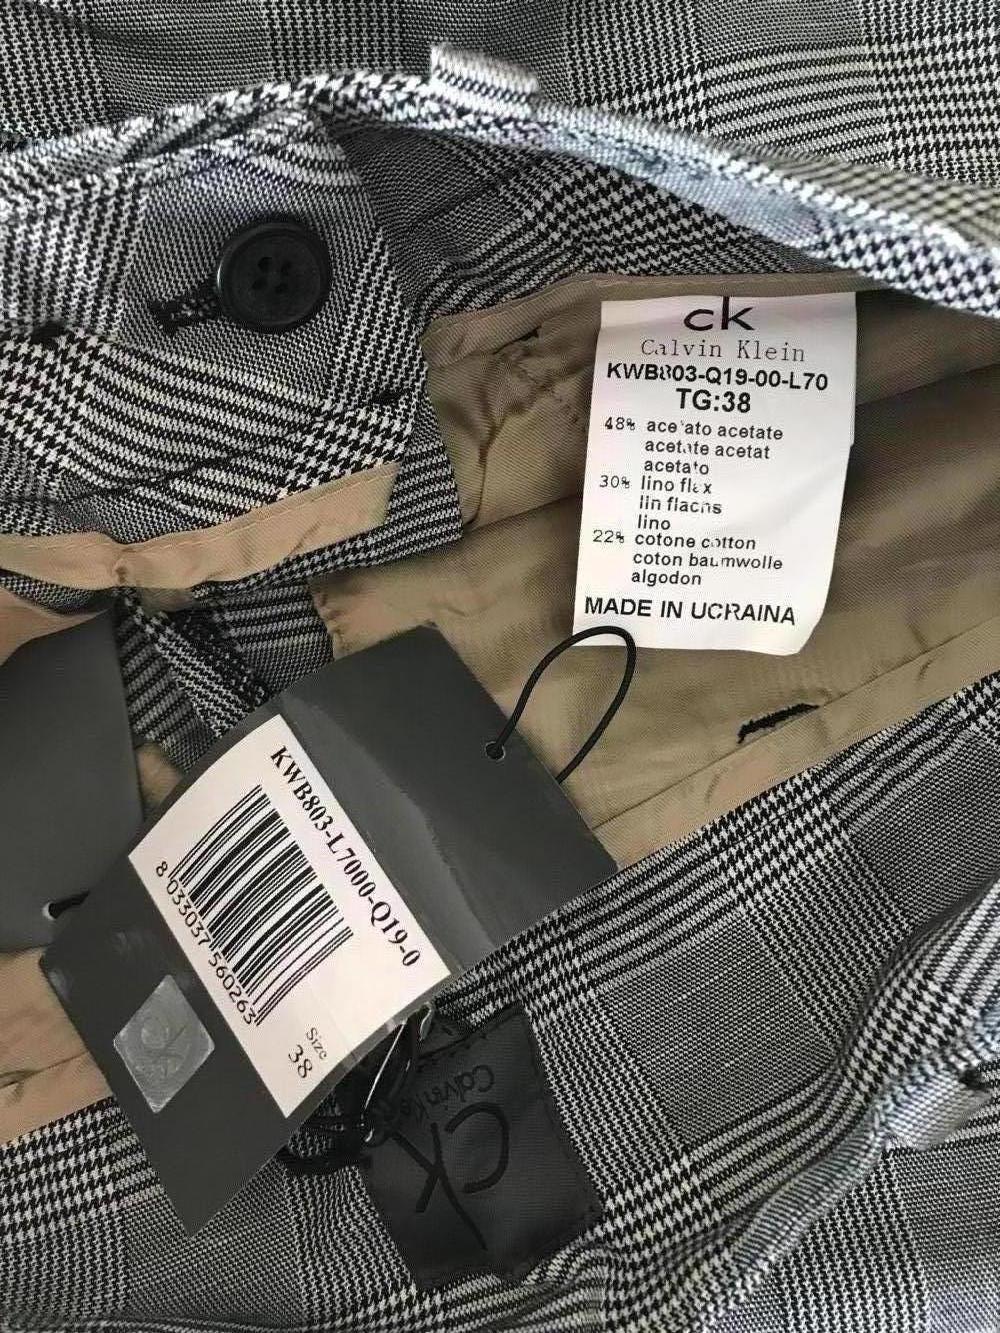 ck
Calvin Klein
KWB803-Q19-00-L70
TG:38
48% acetato acetate
acetate acetat
acetato
30% lino flax
lin flachs
lino
22% cotone cotton
coton baumwolle
algodon
MADE IN UCRAINA
KWB803-L7000-Q19-0
8 033037 560263
Size
38
ck
ck
Calvin Klein